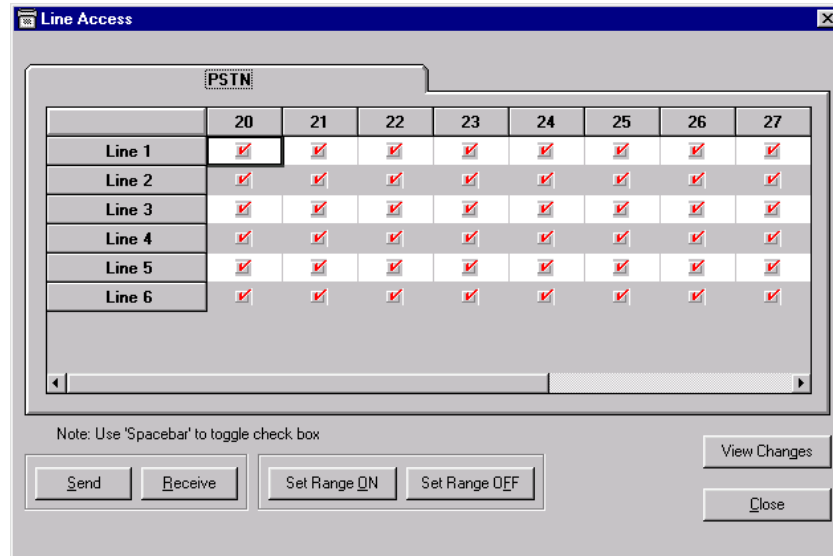 Line Access
PSTN
20 21 22 23 24 25 26 27
Line 1
Line 2
Line 3
Line 4
Line 5
Line 6
Note: Use 'Spacebar' to toggle check box
View Changes
Send Receive Set Range ON Set Range OFF
Close